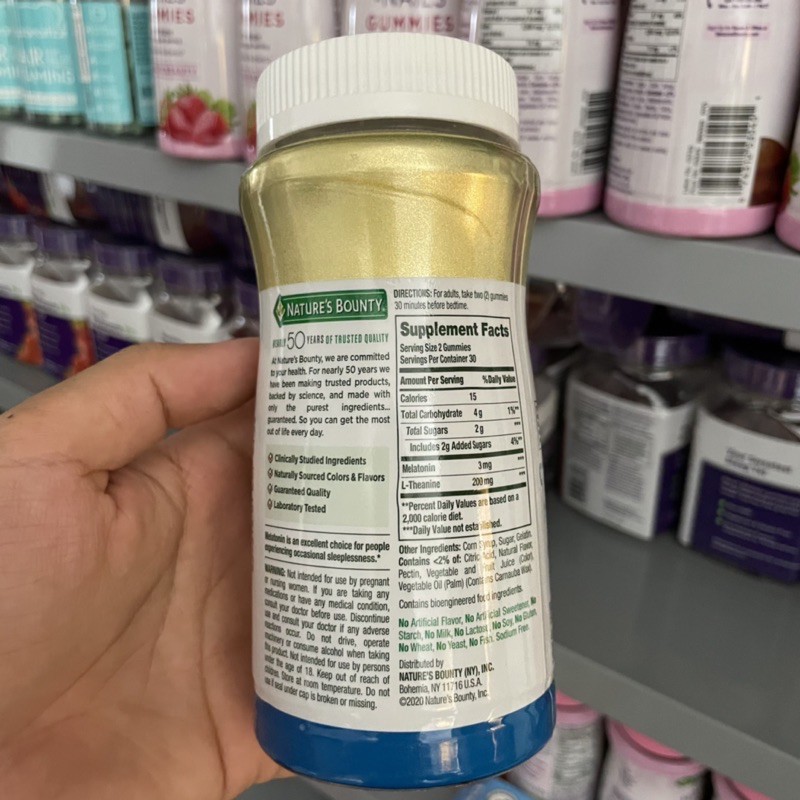 GUMMIES
GUMMIES
NATURE'S BOUNTY
50 YEARS OF TRUSTED QUALITY
At Nature's Bounty, we are committed
to your health. For nearly 50 years we
have been making trusted products,
backed by science, and made with
only the purest ingredients...
guaranteed. So you can get the most
out of life every day.
Clinically Studied Ingredients
Naturally Sourced Colors & Flavors
Guaranteed Quality
Laboratory Tested
Melatonin is an excellent choice for people
experiencing occasional sleeplessness.*
WARNING: Not intended for use by pregnant
or nursing women. If you are taking any
medications or have any medical condition,
consult your doctor before use. Discontinue
use and consult your doctor if any adverse
reactions occur. Do not drive, operate
machinery or consume alcohol when taking
this product. Not intended for use by persons
under the age of 18. Keep out of reach of
children. Store at room temperature. Do not
use if seal under cap is broken or missing.
DIRECTIONS: For adults, take two (2) gummies
30 minutes before bedtime.
Supplement Facts
Serving Size 2 Gummies
Servings Per Container 30
Amount Per Serving %Daily Value
Calories 15
Total Carbohydrate 4 g 1%**
Total Sugars 2 g ***
Includes 2g Added Sugars 4%**
Melatonin 3 mg ***
L-Theanine 200 mg ***
**Percent Daily Values are based on a
2,000 calorie diet.
***Daily Value not established.
Other Ingredients: Corn Syrup, Sugar, Gelatin,
Contains <2% of: Citric Acid, Natural Flavor,
Pectin, Vegetable and Fruit Juice (Color),
Vegetable Oil (Palm) (Contains Carnauba Wax).
Contains bioengineered food ingredients.
No Artificial Flavor, No Artificial Sweetener, No
Starch, No Milk, No Lactose, No Soy, No Gluten,
No Wheat, No Yeast, No Fish, Sodium Free.
Distributed by
NATURE'S BOUNTY (NY), INC.
Bohemia, NY 11716 U.S.A.
©2020 Nature's Bounty, Inc.